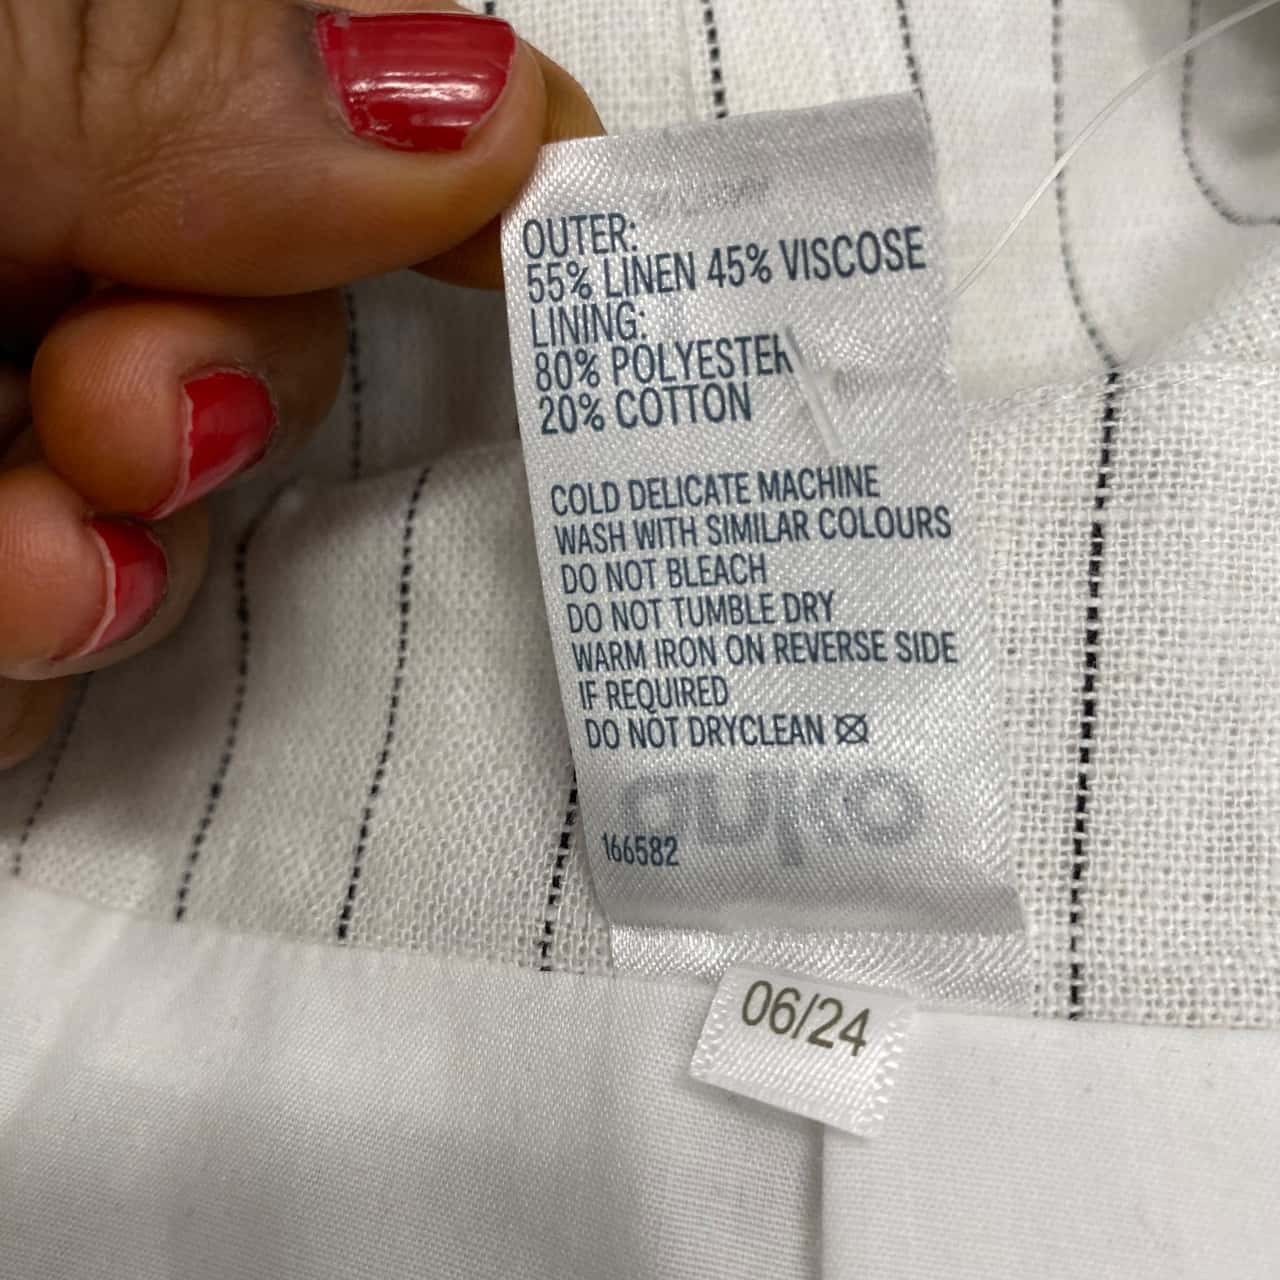 OUTER:
55% LINEN 45% VISCOSE
LINING:
80% POLYESTER
20% COTTON
COLD DELICATE MACHINE
WASH WITH SIMILAR COLOURS
DO NOT BLEACH
DO NOT TUMBLE DRY
WARM IRON ON REVERSE SIDE
IF REQUIRED
DO NOT DRYCLEAN
166582
06/24